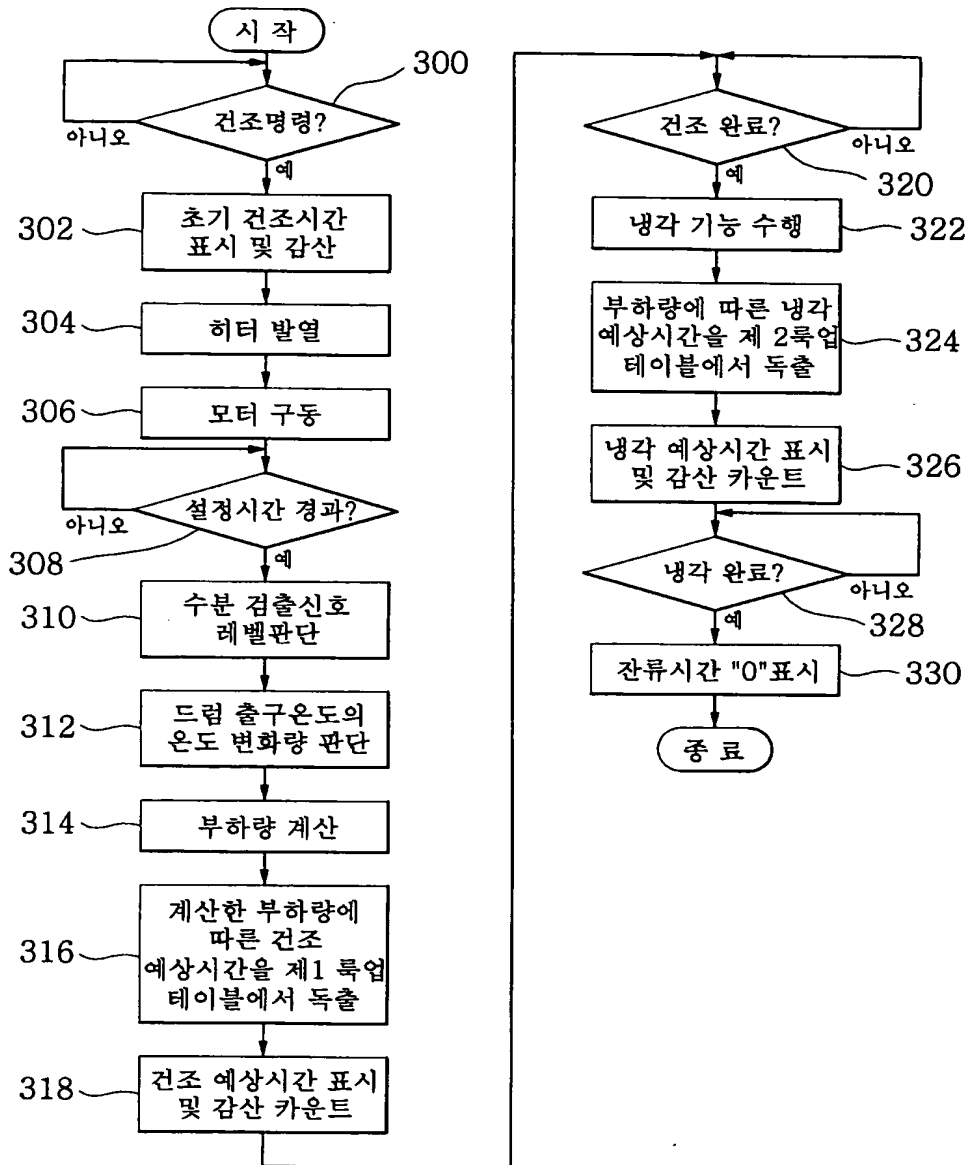 시 작
300
건조명령?
아니오
예
302
초기 건조시간
표시 및 감산
304
히터 발열
306
모터 구동
설정시간 경과?
아니오
308
예
310
수분 검출신호
레벨판단
312
드럼 출구온도의
온도 변화량 판단
314
부하량 계산
316
계산한 부하량에
따른 건조
예상시간을 제1 룩업
테이블에서 독출
318
건조 예상시간 표시
및 감산 카운트
건조 완료?
아니오
320
예
냉각 기능 수행
322
부하량에 따른 냉각
예상시간을 제 2룩업
테이블에서 독출
324
냉각 예상시간 표시
및 감산 카운트
326
냉각 완료?
아니오
328
예
잔류시간 "0"표시
330
종 료